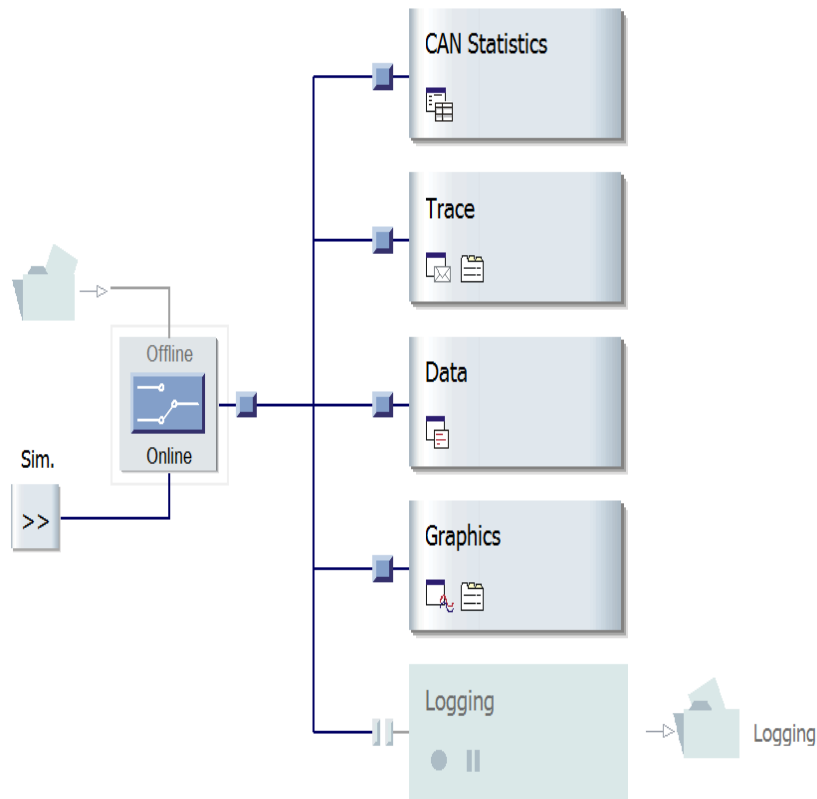 CAN Statistics
Trace
Offline
Data
Online
Sim.
>>
Graphics
Logging
Logging